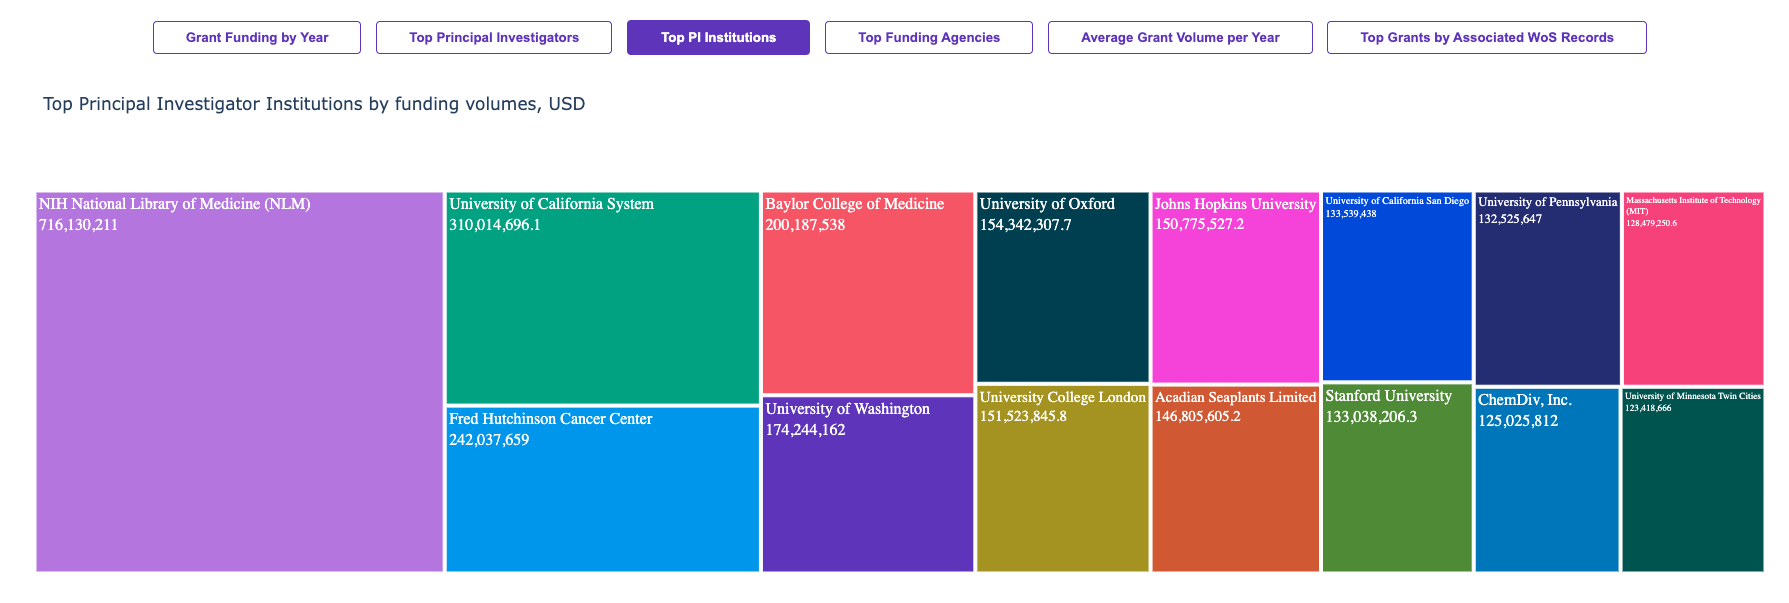 Grant Funding by Year
Top Principal Investigators
Top PI Institutions
Top Funding Agencies
Average Grant Volume per Year
Top Grants by Associated WoS Records
Top Principal Investigator Institutions by funding volumes, USD
NIH National Library of Medicine (NLM)
716,130,211
University of California System
310,014,696.1
Fred Hutchinson Cancer Center
242,037,659
Baylor College of Medicine
200,187,538
University of Washington
174,244,162
University of Oxford
154,342,307.7
University College London
151,523,845.8
Johns Hopkins University
150,775,527.2
Acadian Seaplants Limited
146,805,605.2
University of California San Diego
133,539,438
Stanford University
133,038,206.3
University of Pennsylvania
132,525,647
ChemDiv, Inc.
125,025,812
Massachusetts Institute of Technology
(MIT)
128,479,250.6
University of Minnesota Twin Cities
123,418,666